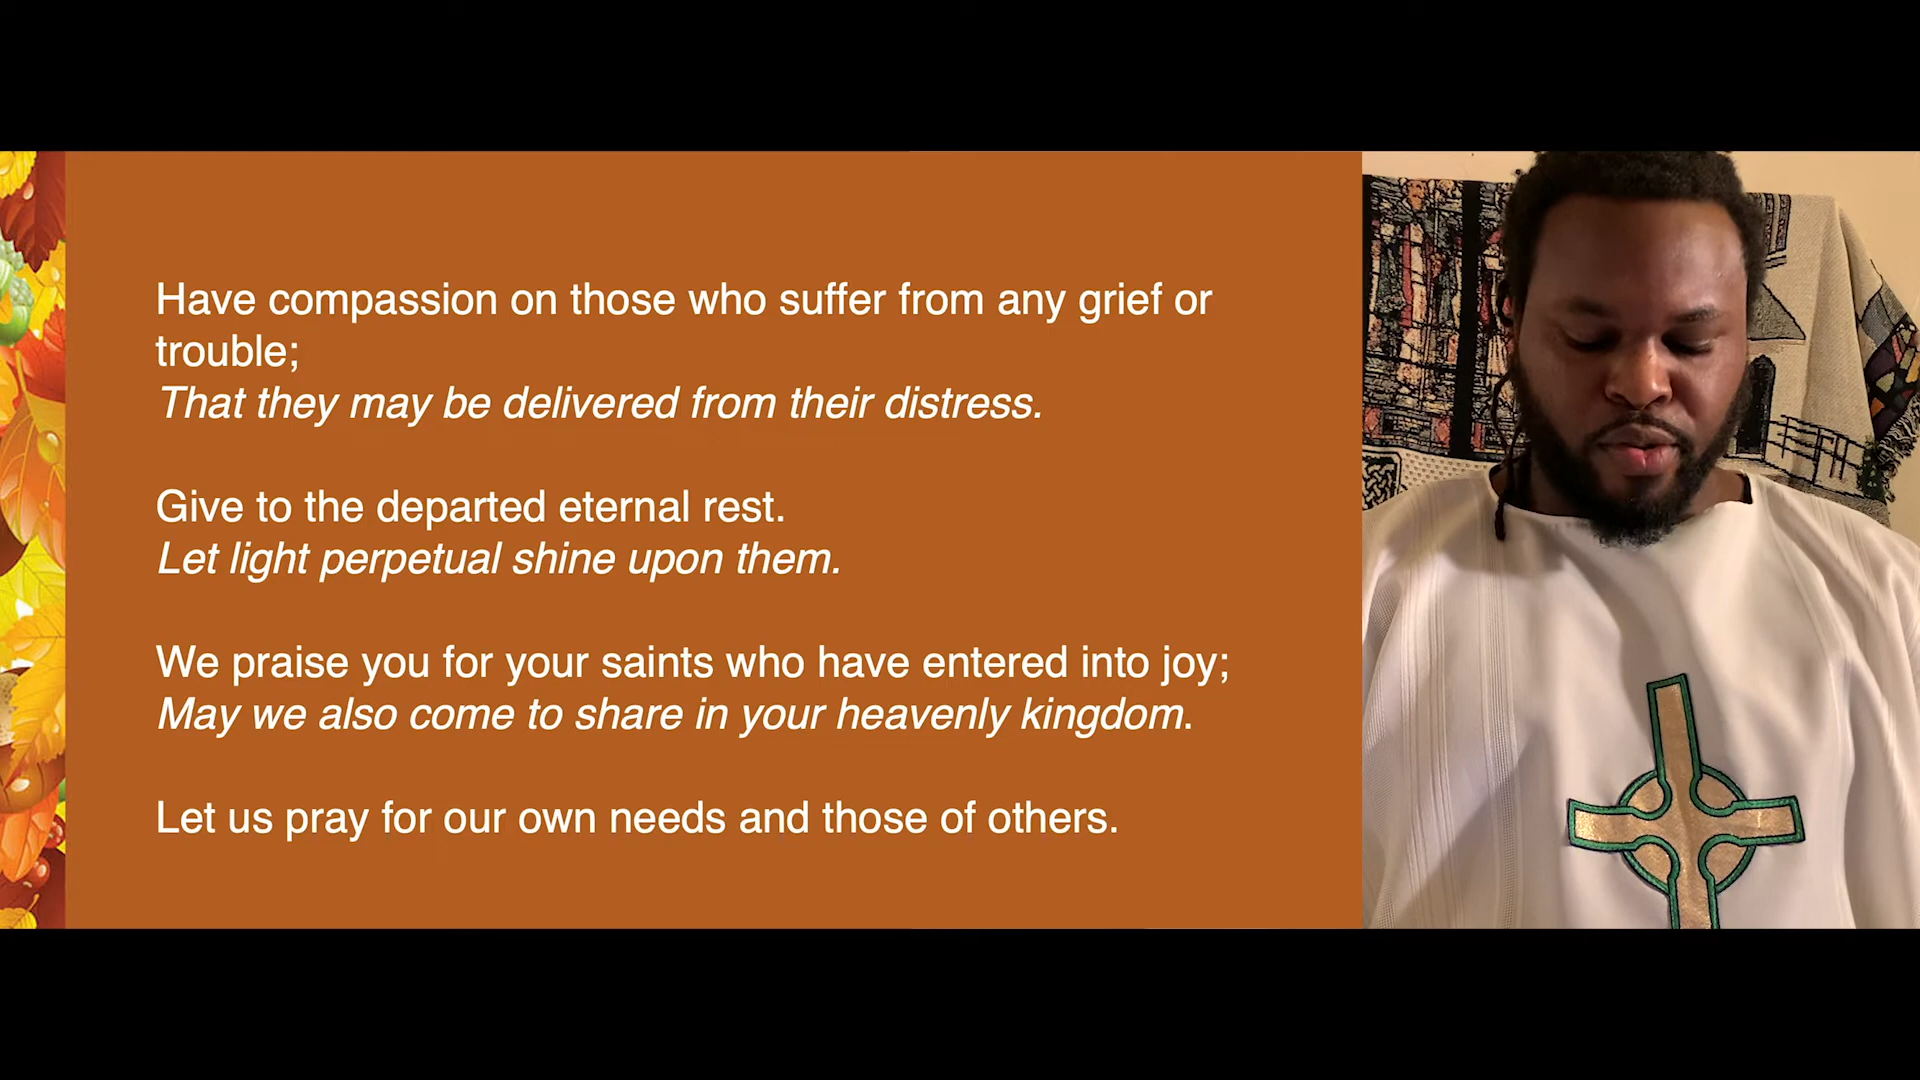 Have compassion on those who suffer from any grief or
trouble;
That they may be delivered from their distress.
Give to the departed eternal rest.
Let light perpetual shine upon them.
We praise you for your saints who have entered into joy;
May we also come to share in your heavenly kingdom.
Let us pray for our own needs and those of others.